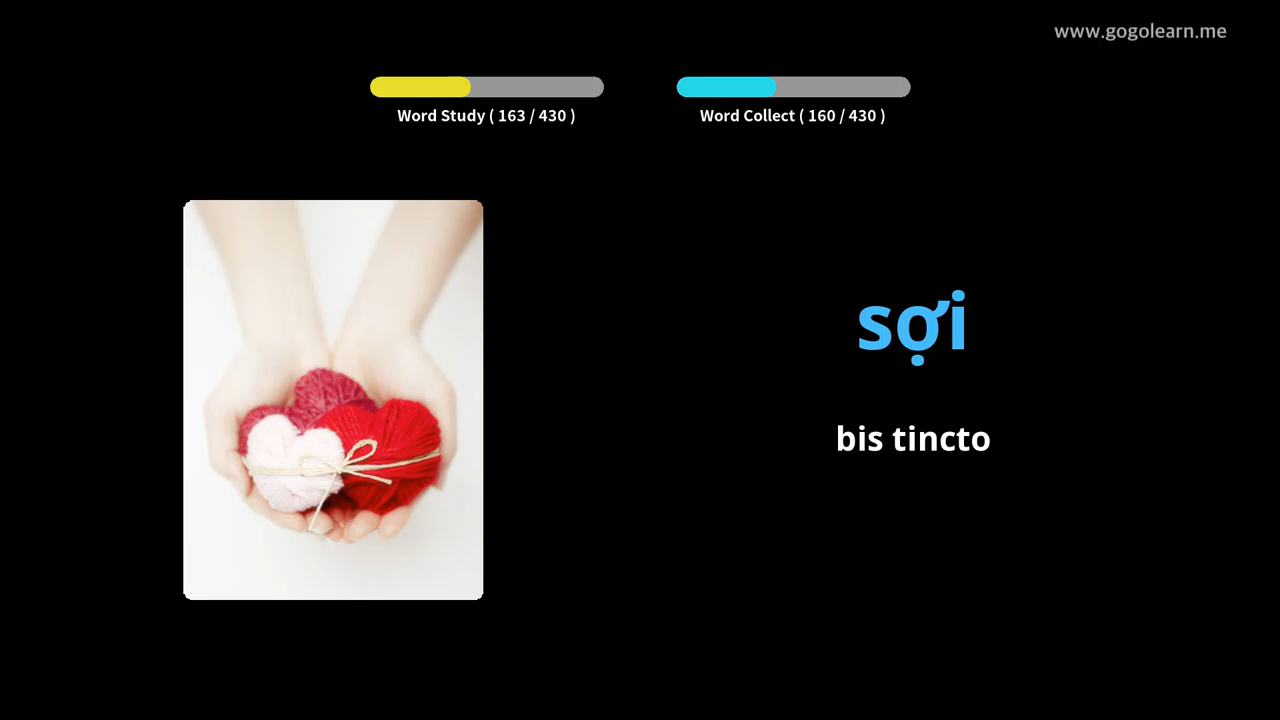 www.gogolearn.me
Word Study ( 163 / 430 )
Word Collect ( 160 / 430 )
sợi
bis tincto